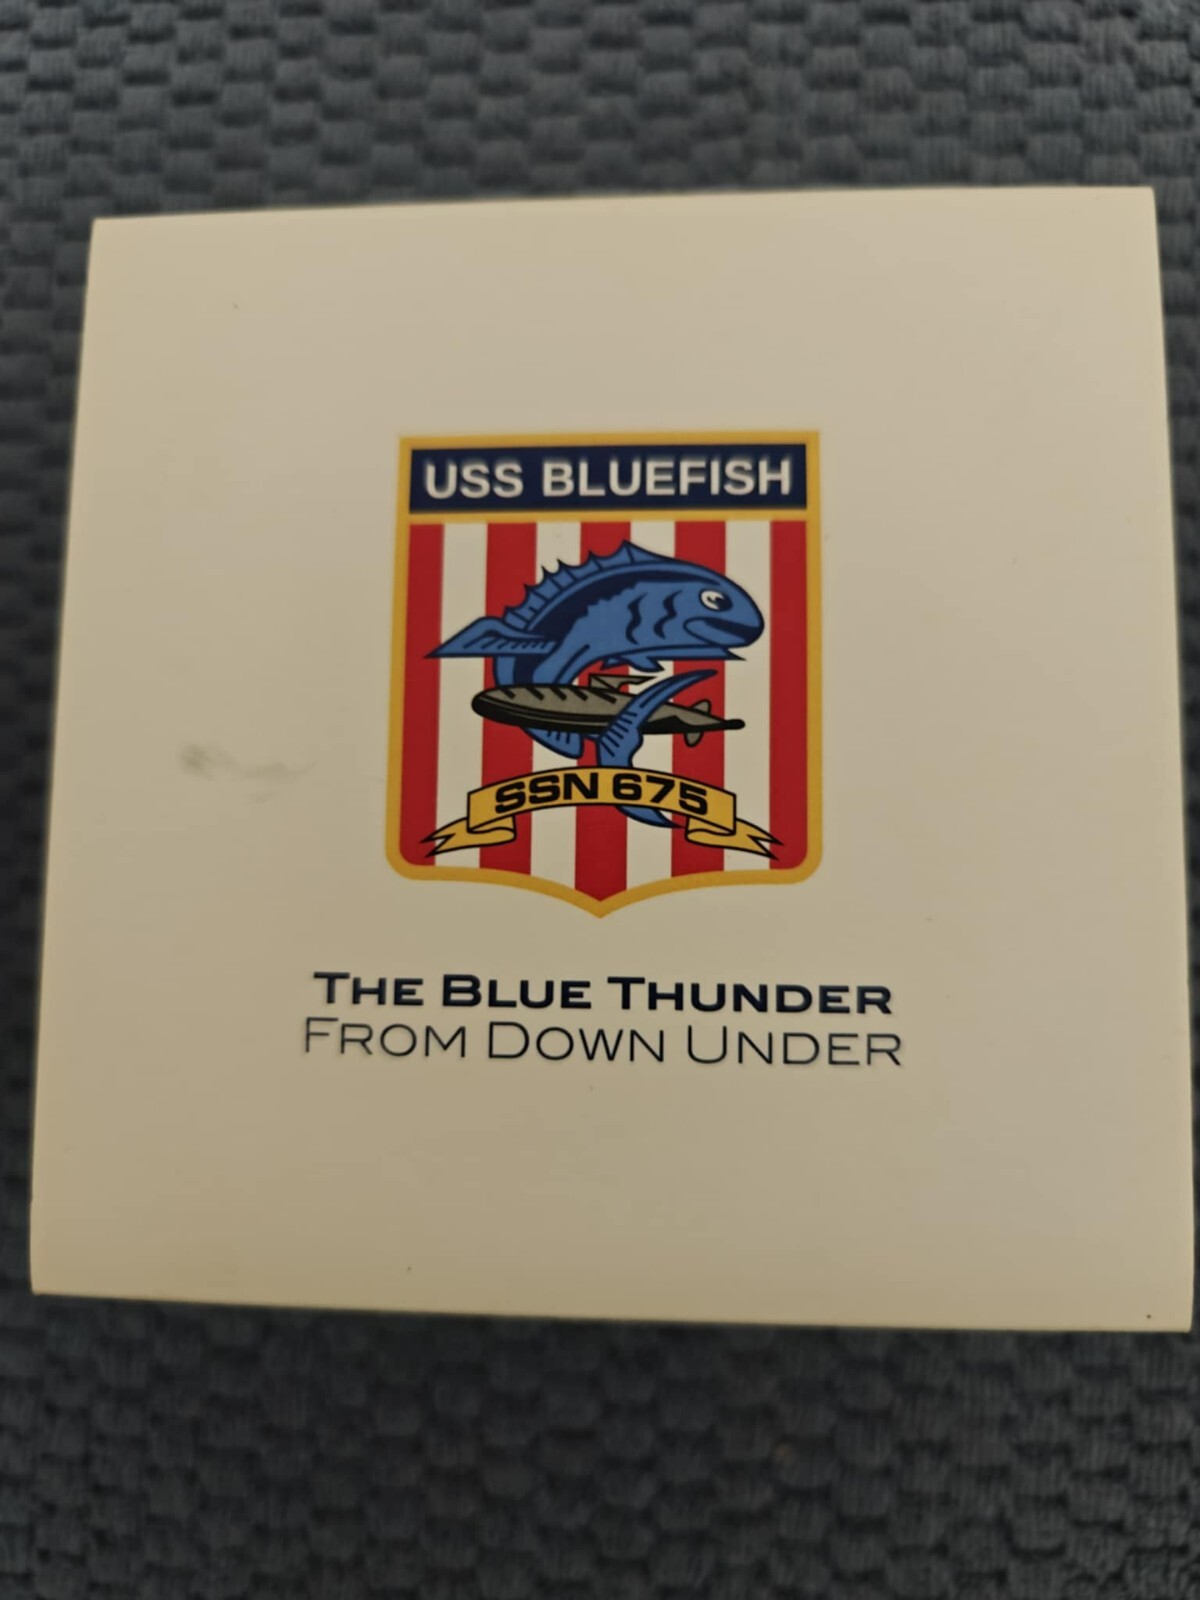 USS BLUEFISH
SSN 675
THE BLUE THUNDER
FROM DOWN UNDER